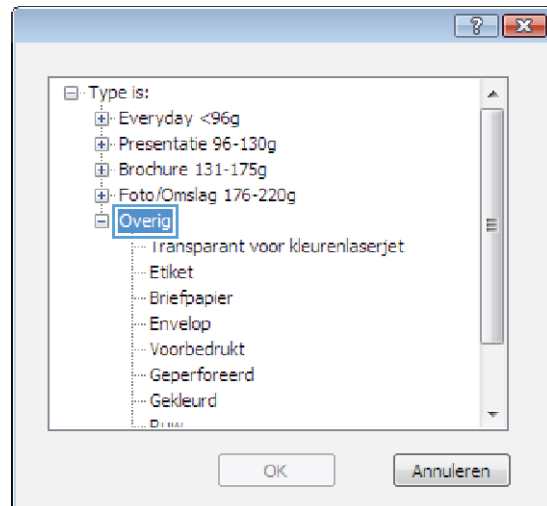 Type is:
Everyday <96g
Presentatie 96-130g
Brochure 131-175g
Foto/Omslag 176-220g
Overig
Transparant voor kleurenlaserjet
Etiket
Briefpapier
Envelop
Voorbedrukt
Geperforeerd
Gekleurd
OK
Annuleren